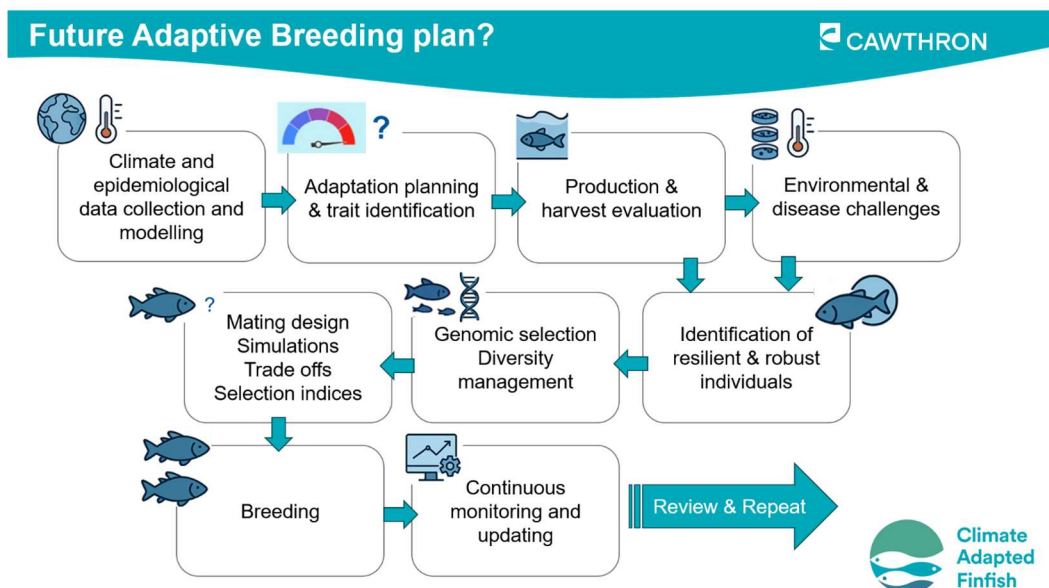 Future Adaptive Breeding plan?
CAWTHRON
Climate and
epidemiological
data collection and
modelling
?
Adaptation planning
& trait identification
Production &
harvest evaluation
Environmental &
disease challenges
?
Mating design
Simulations
Trade offs
Selection indices
Genomic selection
Diversity
management
Identification of
resilient & robust
individuals
Breeding
Continuous
monitoring and
updating
Review & Repeat
Climate
Adapted
Finfish